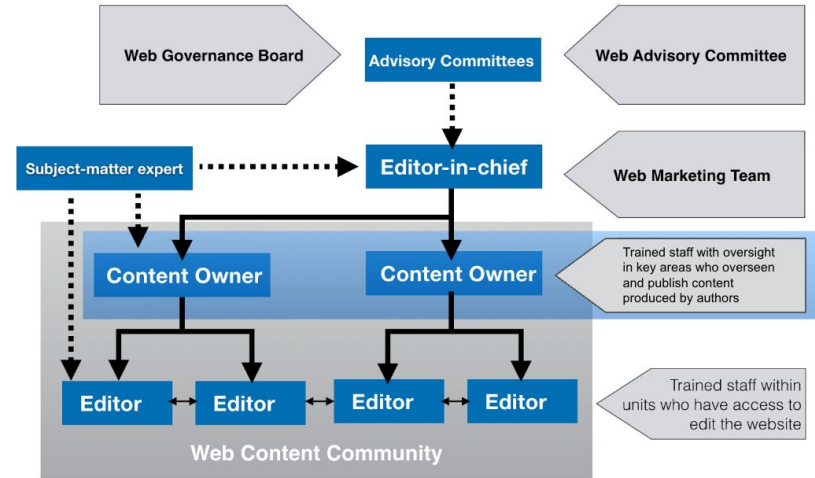 Web Governance Board
Advisory Committees
Web Advisory Committee
Subject-matter expert
Editor-in-chief
Web Marketing Team
Content Owner
Content Owner
Trained staff with oversight
in key areas who overseen
and publish content
produced by authors
Editor
Editor
Editor
Editor
Trained staff within
units who have access to
edit the website
Web Content Community